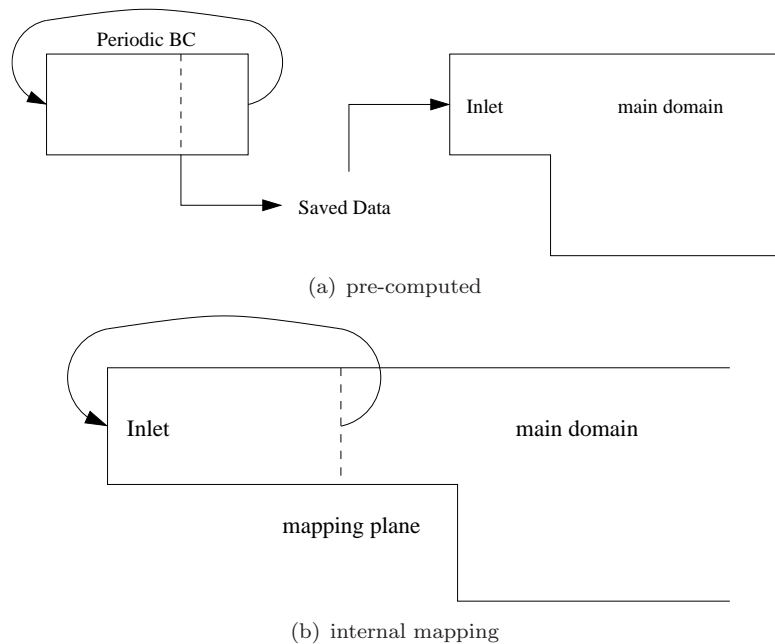 Periodic BC
Inlet
main domain
Saved Data
(a) pre-computed
Inlet
main domain
mapping plane
(b) internal mapping